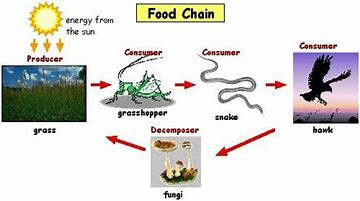 Food Chain
energy from
the sun
Producer
Consumer
Consumer
Consumer
grass
grasshopper
snake
hawk
Decomposer
fungi